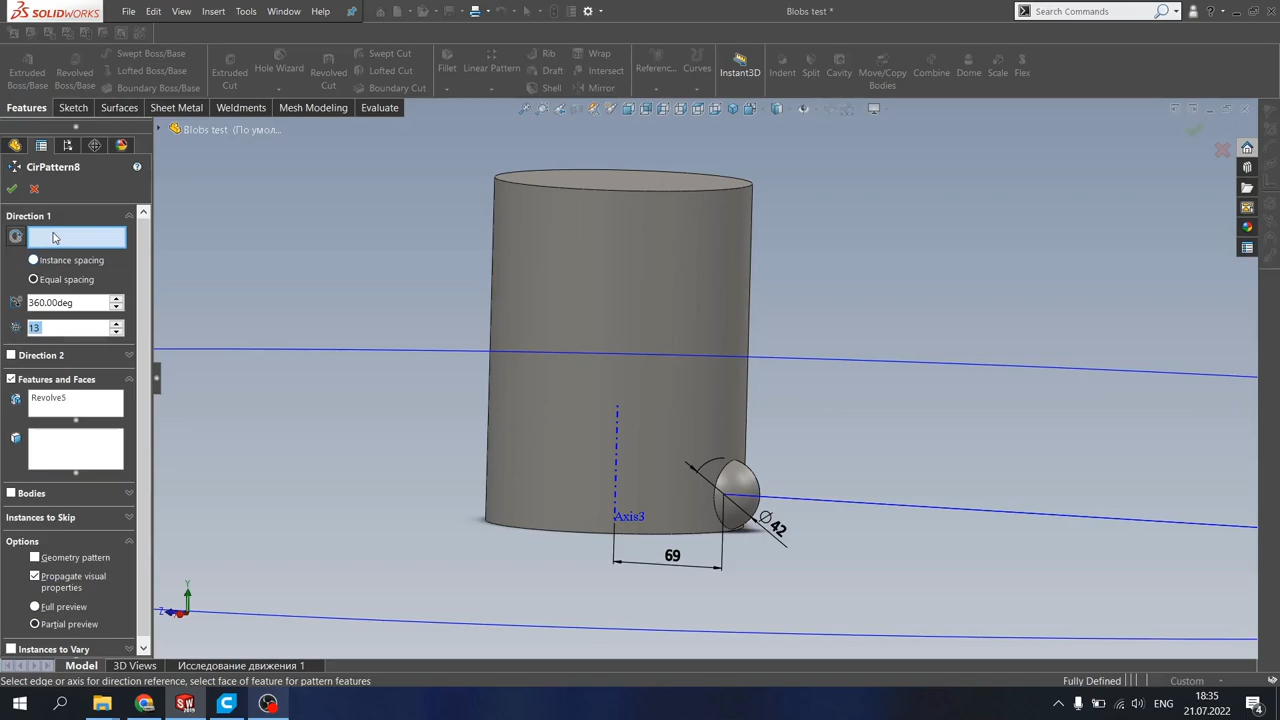 SOLIDWORKS File Edit View Insert Tools Window Help Blobs test * Search Commands
Extruded Boss/Base
Revolved Boss/Base
Swept Boss/Base
Lofted Boss/Base
Boundary Boss/Base
Extruded Cut
Hole Wizard
Revolved Cut
Swept Cut
Lofted Cut
Boundary Cut
Fillet
Linear Pattern
Rib
Draft
Shell
Wrap
Intersect
Mirror
Referenc...
Curves
Instant3D
Indent
Split
Cavity
Move/Copy Bodies
Combine
Dome
Scale
Flex
Features Sketch Surfaces Sheet Metal Weldments Mesh Modeling Evaluate
Blobs test (По умол...
CirPattern8
Direction 1
Instance spacing
Equal spacing
360.00deg
13
Direction 2
Features and Faces
Revolve5
Bodies
Instances to Skip
Options
Geometry pattern
Propagate visual
properties
Full preview
Partial preview
Instances to Vary
Axis3
Ø42
69
Y
Z
Model 3D Views Исследование движения 1
Select edge or axis for direction reference, select face of feature for pattern features Fully Defined Custom
SW
2019
ENG
18:35
21.07.2022
4